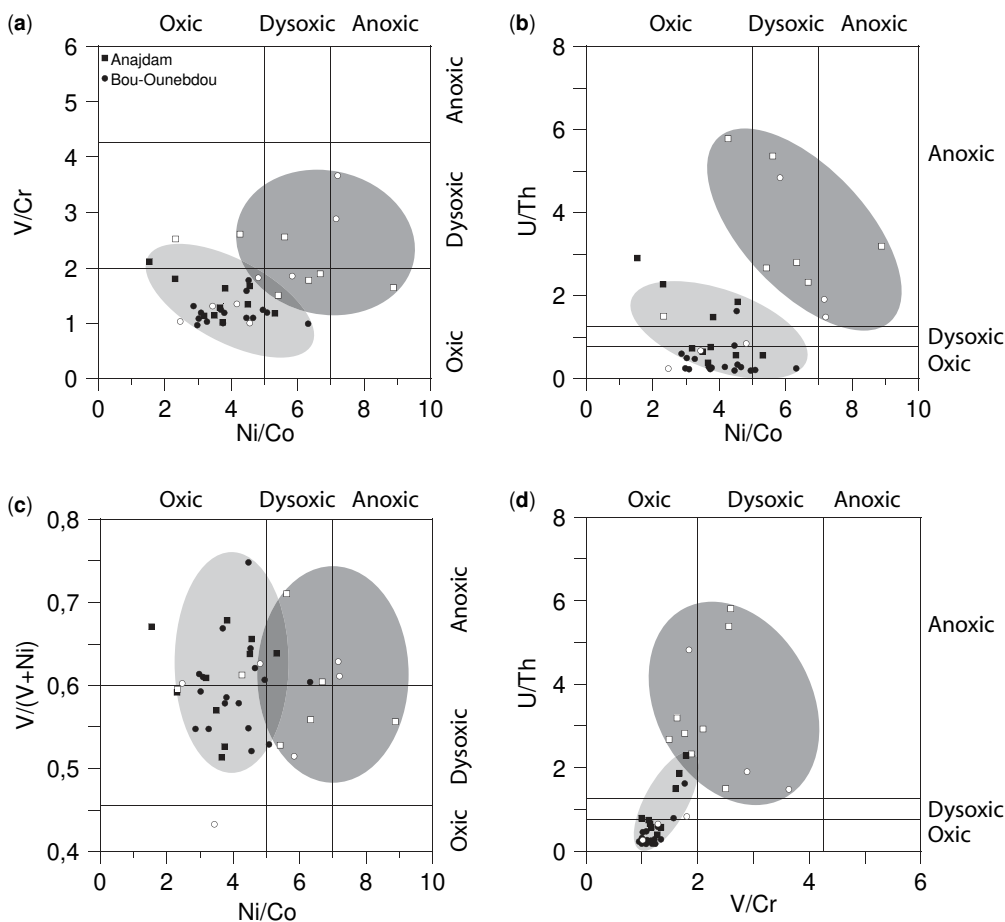 (a) Oxic Dysoxic Anoxic
6
5
4
3
2
1
0
V/Cr
Anajdam
Bou-Ounebdou
Anoxic
Dysoxic
Oxic
0 2 4 6 8 10
Ni/Co
(b) Oxic Dysoxic Anoxic
8
6
4
2
0
U/Th
Anoxic
Dysoxic
Oxic
0 2 4 6 8 10
Ni/Co
(c) Oxic Dysoxic Anoxic
0,8
0,7
0,6
0,5
0,4
V/(V+Ni)
Anoxic
Dysoxic
Oxic
0 2 4 6 8 10
Ni/Co
(d) Oxic Dysoxic Anoxic
8
6
4
2
0
U/Th
Anoxic
Dysoxic
Oxic
0 2 4 6
V/Cr